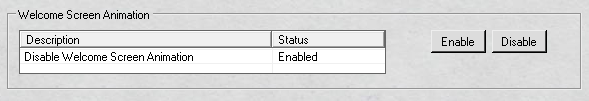 Welcome Screen Animation
Description Status Enable Disable
Disable Welcome Screen Animation Enabled